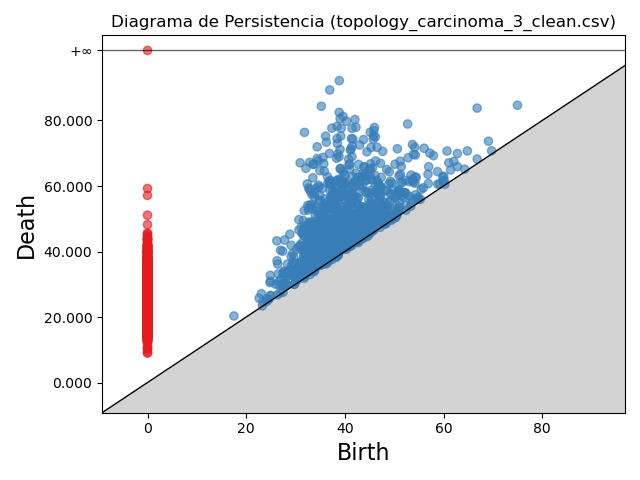 Diagrama de Persistencia (topology_carcinoma_3_clean.csv)
+∞
80.000
60.000
40.000
20.000
0.000
Death
0 20 40 60 80
Birth